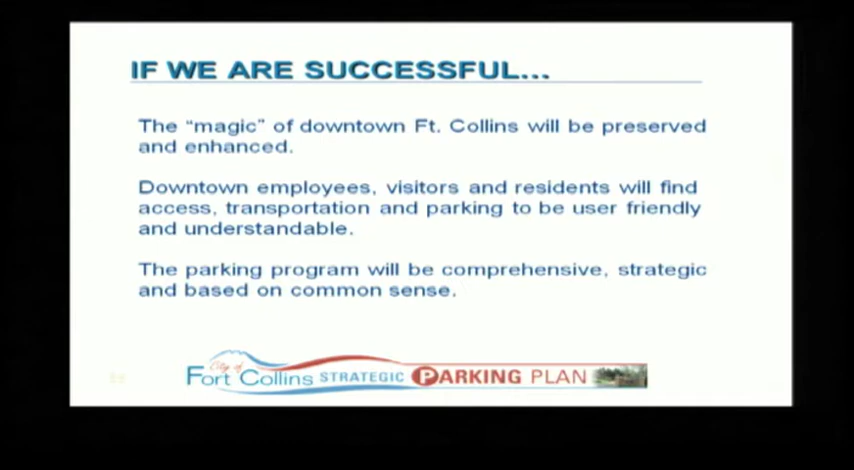 IF WE ARE SUCCESSFUL...
The “magic” of downtown Ft. Collins will be preserved
and enhanced.
Downtown employees, visitors and residents will find
access, transportation and parking to be user friendly
and understandable.
The parking program will be comprehensive, strategic
and based on common sense.
City of
Fort Collins STRATEGIC PARKING PLAN